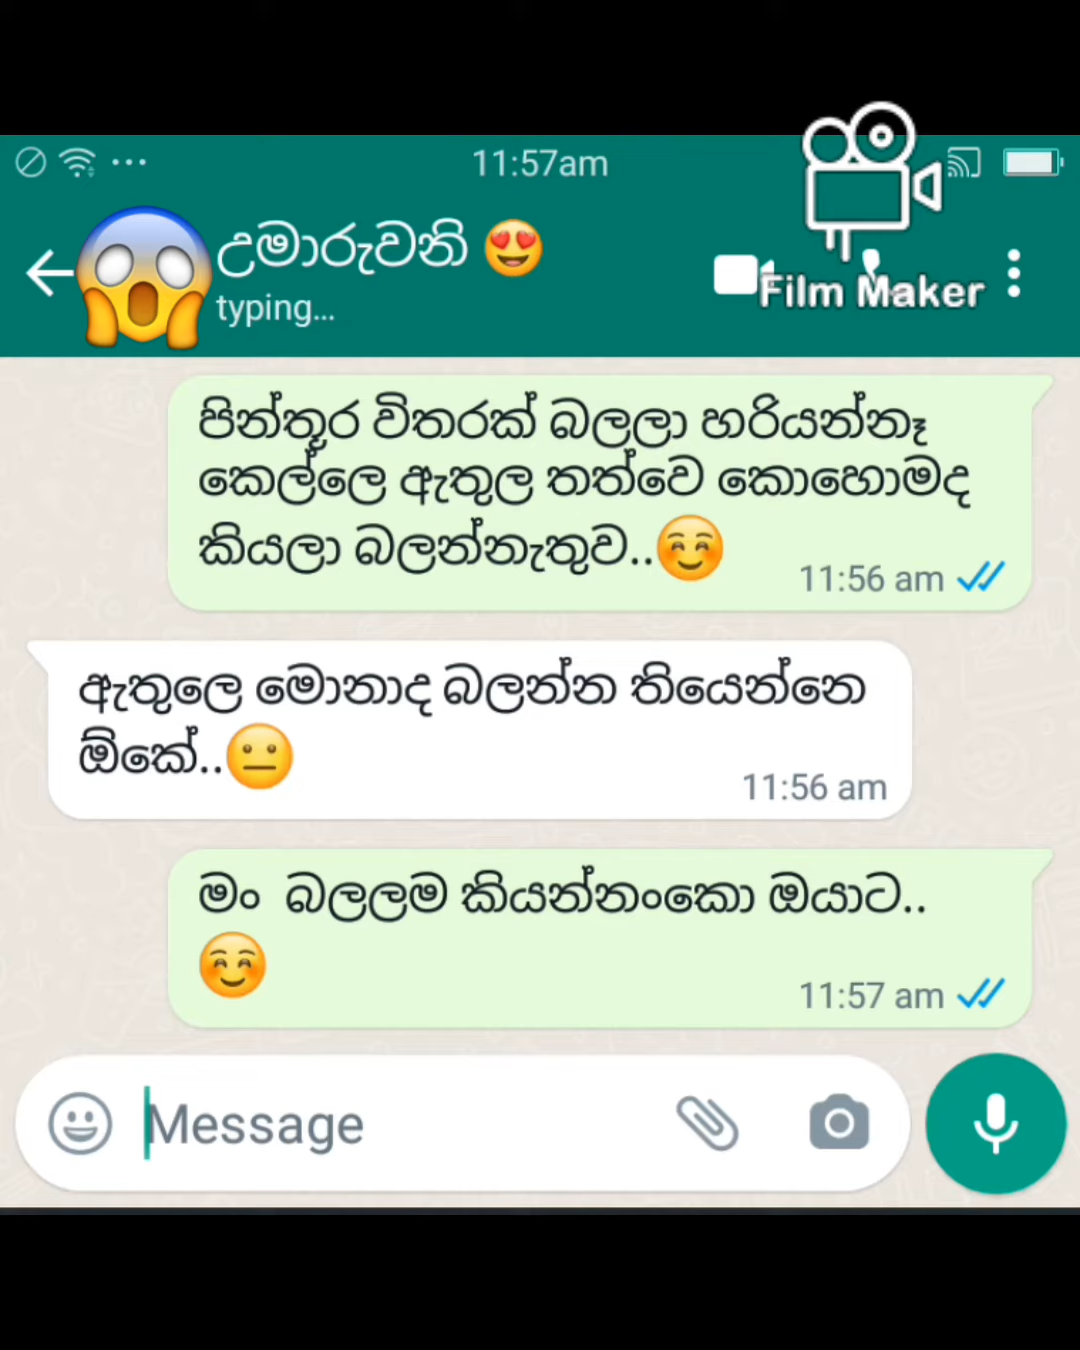 11:57am
උමාරුවනි 😍
typing...
Film Maker
පින්තූර විතරක් බලලා හරියන්නෑ
කෙල්ලෙ ඇතුල තත්වෙ කොහොමද
කියලා බලන්නැතුව..☺️
11:56 am
ඇතුලෙ මොනාද බලන්න තියෙන්නෙ
ඕකේ..😐
11:56 am
මං  බලලම කියන්නංකො ඔයාට..
☺️
11:57 am
Message